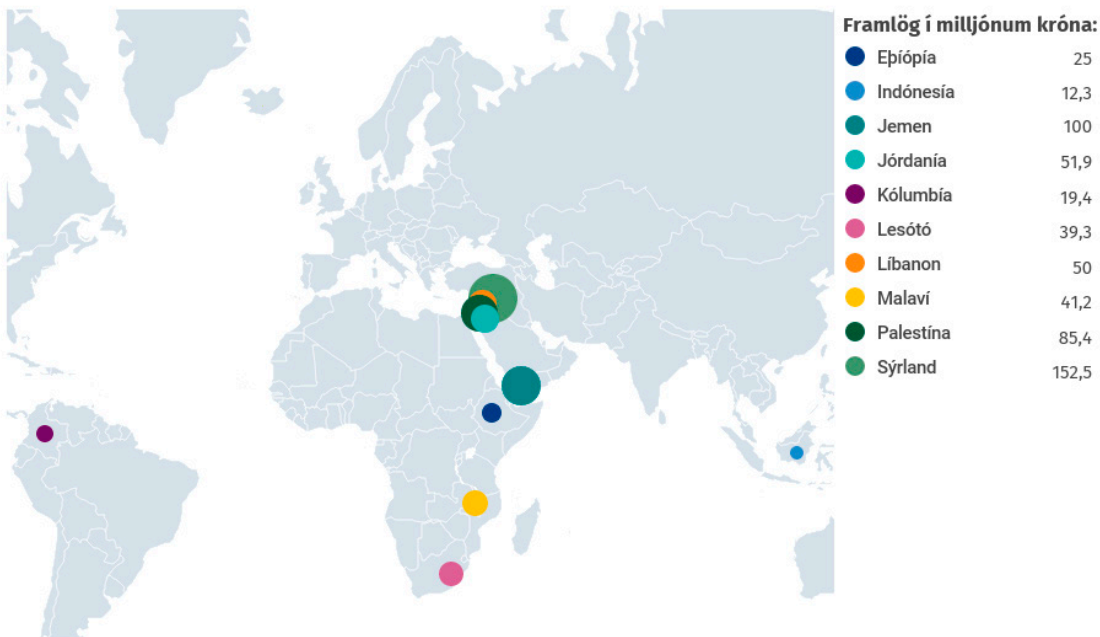 Framlög í milljónum króna:
Eþíópía 25
Indónesía 12,3
Jemen 100
Jórdanía 51,9
Kólumbía 19,4
Lesótó 39,3
Líbanon 50
Malaví 41,2
Palestína 85,4
Sýrland 152,5